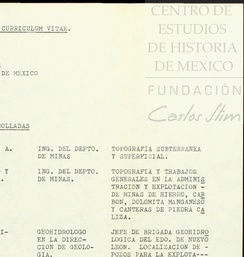 CENTRO DE
ESTUDIOS
DE HISTORIA
DE MEXICO
FUNDACIÓN
Carlos Slim
CURRICULUM VITAE.
DE MEXICO
OLLADAS
A. ING. DEL DEPTO. TOPOGRAFIA SUBTERRANEA
DE MINAS Y SUPERFICIAL.
Y ING. DEL DEPTO. TOPOGRAFIA Y TRABAJOS
. DE MINAS. GENERALES EN LA ADMINIS
TRACION Y EXPLOTACION -
DE MINAS DE HIERRO, CAR
BON, DOLOMITA MANGANESO
Y CANTERAS DE PIEDRA CA
LIZA.
I- GEOHIDROLOGO JEFE DE BRIGADA GEOHIDRO
EN LA DIREC- LOGICA DEL EDO. DE NUEVO
CION DE GEOLO- LEON. LOCALIZACION DE -
GIA. POZOS PARA LA EXPLOTA---